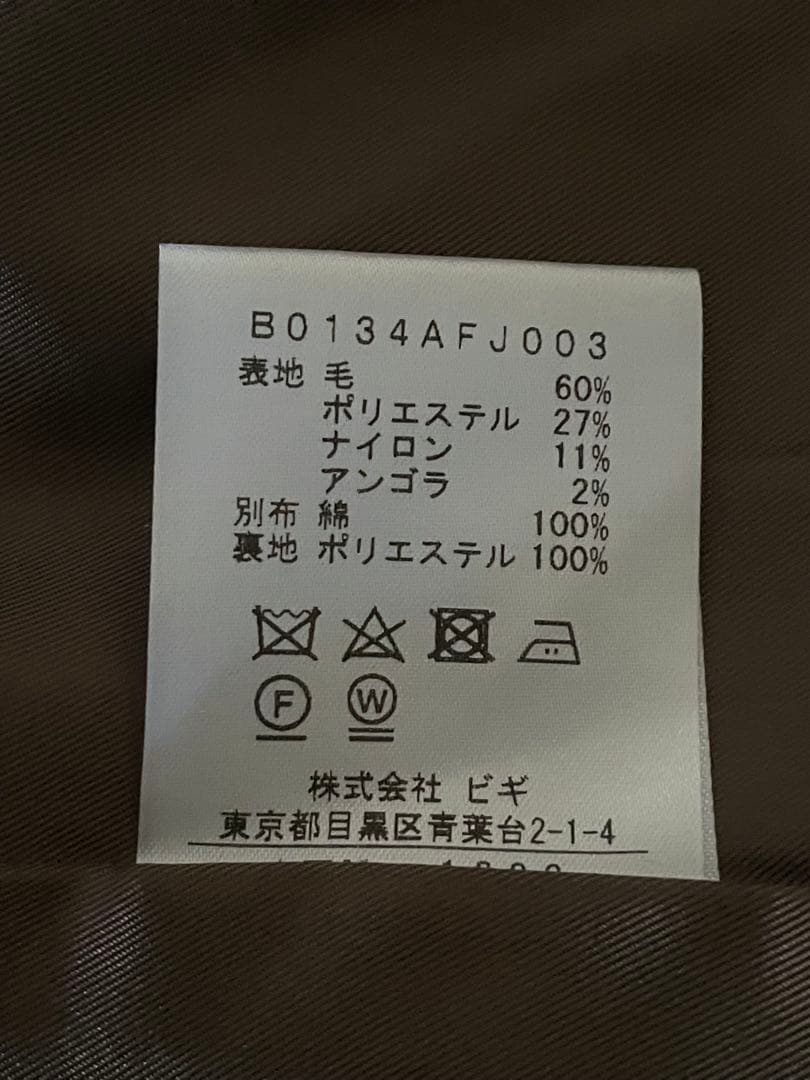 B0134AFJ003
表地 毛 60%
ポリエステル 27%
ナイロン 11%
アンゴラ 2%
別布 綿 100%
裏地 ポリエステル 100%
F W
株式会社 ビギ
東京都目黒区青葉台2-1-4